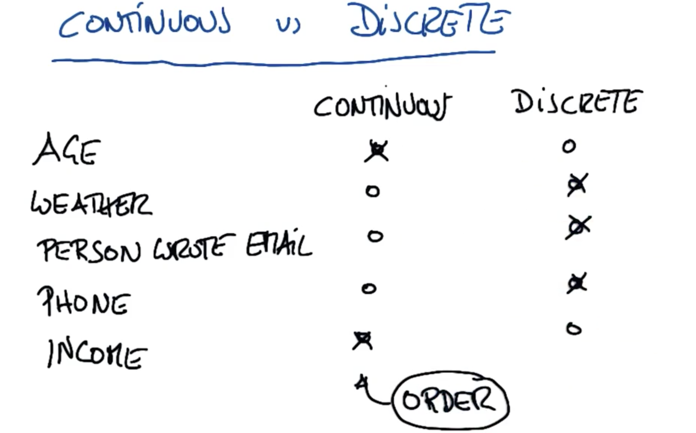 CONTINUOUS vs DISCRETE
CONTINUOUS DISCRETE
AGE
WEATHER
PERSON WROTE EMAIL
PHONE
INCOME
ORDER